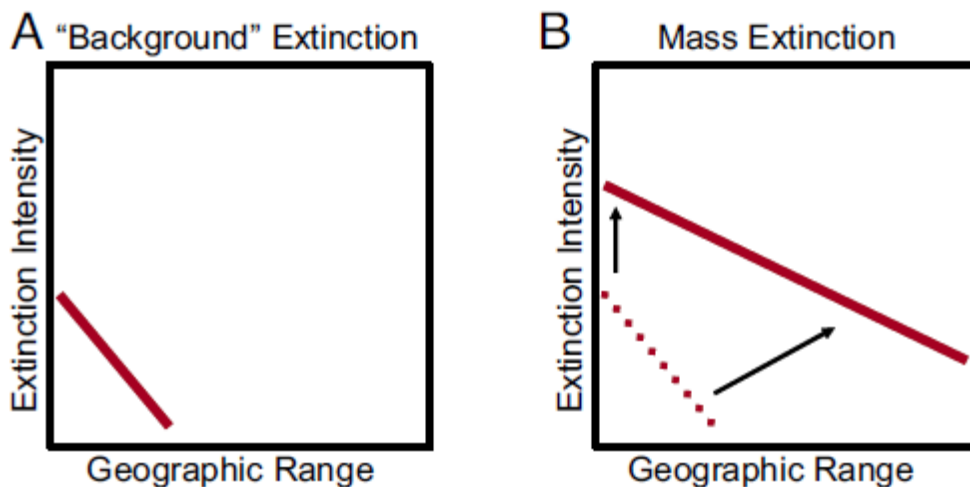 A "Background" Extinction
Extinction Intensity
Geographic Range
B Mass Extinction
Extinction Intensity
Geographic Range